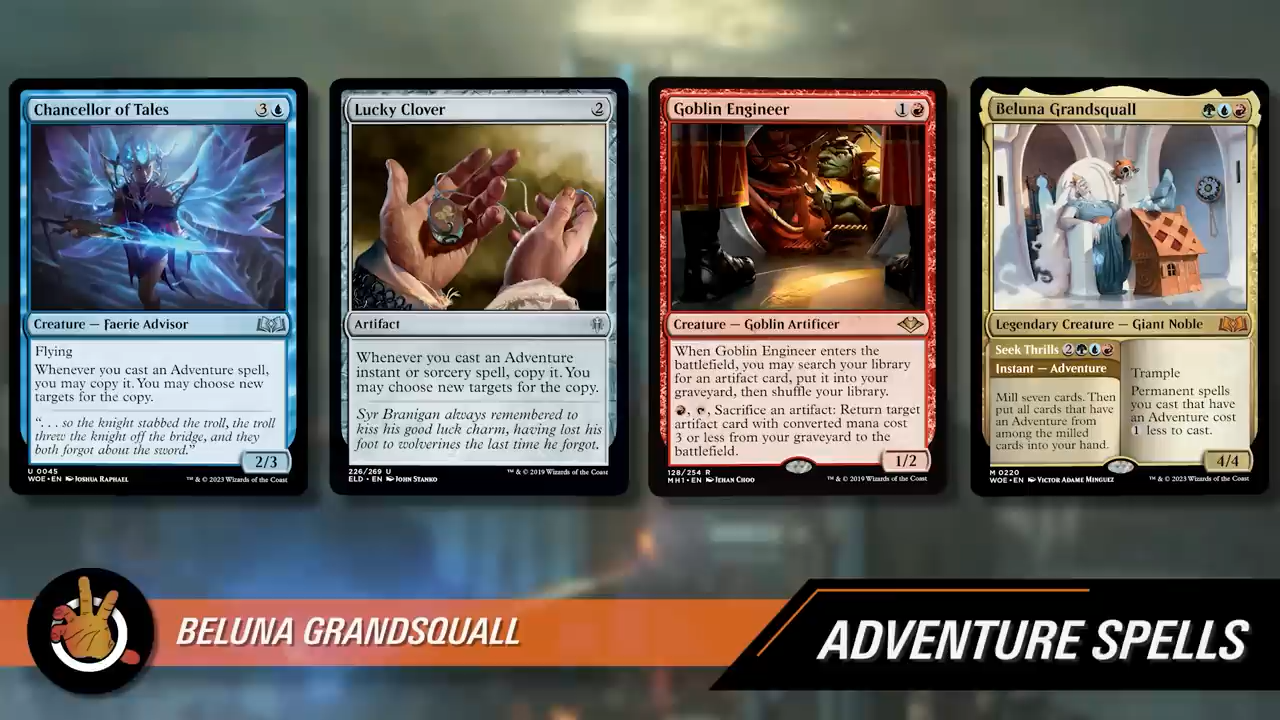 Chancellor of Tales 3
Creature — Faerie Advisor
Flying
Whenever you cast an Adventure spell,
you may copy it. You may choose new
targets for the copy.
“. . . so the knight stabbed the troll, the troll
threw the knight off the bridge, and they
both forgot about the sword.”
2/3
U 0045
WOE • EN Joshua Raphael
™ & © 2023 Wizards of the Coast
Lucky Clover 2
Artifact
Whenever you cast an Adventure
instant or sorcery spell, copy it. You
may choose new targets for the copy.
Syr Branigan always remembered to
kiss his good luck charm, having lost his
foot to wolverines the last time he forgot.
226/269 U
ELD • EN John Stanko
™ & © 2019 Wizards of the Coast
Goblin Engineer 1
Creature — Goblin Artificer
When Goblin Engineer enters the
battlefield, you may search your library
for an artifact card, put it into your
graveyard, then shuffle your library.
, , Sacrifice an artifact: Return target
artifact card with converted mana cost
3 or less from your graveyard to the
battlefield.
1/2
128/254 R
MH1 • EN Jehan Choo
™ & © 2019 Wizards of the Coast
Beluna Grandsquall
Legendary Creature — Giant Noble
Seek Thrills 2
Instant — Adventure
Mill seven cards. Then
put all cards that have
an Adventure from
among the milled
cards into your hand.
Trample
Permanent spells
you cast that have
an Adventure cost
1 less to cast.
4/4
M 0220
WOE • EN Victor Adame Minguez
™ & © 2023 Wizards of the Coast
BELUNA GRANDSQUALL
ADVENTURE SPELLS